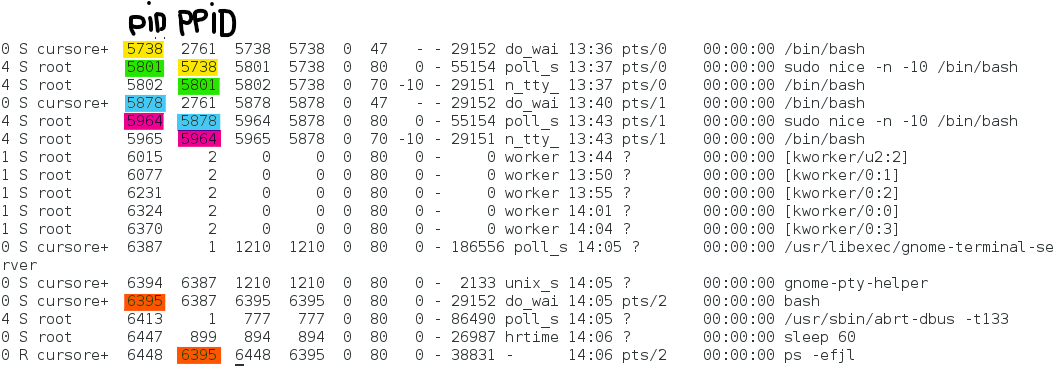 PID PPID
0 S cursore+ 5738 2761 5738 5738 0 47 - - 29152 do_wai 13:36 pts/0 00:00:00 /bin/bash
4 S root 5801 5738 5801 5738 0 80 0 - 55154 poll_s 13:37 pts/0 00:00:00 sudo nice -n -10 /bin/bash
4 S root 5802 5801 5802 5738 0 70 -10 - 29151 n_tty_ 13:37 pts/0 00:00:00 /bin/bash
0 S cursore+ 5878 2761 5878 5878 0 47 - - 29152 do_wai 13:40 pts/1 00:00:00 /bin/bash
4 S root 5964 5878 5964 5878 0 80 0 - 55154 poll_s 13:43 pts/1 00:00:00 sudo nice -n -10 /bin/bash
4 S root 5965 5964 5965 5878 0 70 -10 - 29151 n_tty_ 13:43 pts/1 00:00:00 /bin/bash
1 S root 6015 2 0 0 0 80 0 - 0 worker 13:44 ? 00:00:00 [kworker/u2:2]
1 S root 6077 2 0 0 0 80 0 - 0 worker 13:50 ? 00:00:00 [kworker/0:1]
1 S root 6231 2 0 0 0 80 0 - 0 worker 13:55 ? 00:00:00 [kworker/0:2]
1 S root 6324 2 0 0 0 80 0 - 0 worker 14:01 ? 00:00:00 [kworker/0:0]
1 S root 6370 2 0 0 0 80 0 - 0 worker 14:04 ? 00:00:00 [kworker/0:3]
0 S cursore+ 6387 1 1210 1210 0 80 0 - 186556 poll_s 14:05 ? 00:00:00 /usr/libexec/gnome-terminal-se
rver
0 S cursore+ 6394 6387 1210 1210 0 80 0 - 2133 unix_s 14:05 ? 00:00:00 gnome-pty-helper
0 S cursore+ 6395 6387 6395 6395 0 80 0 - 29152 do_wai 14:05 pts/2 00:00:00 bash
4 S root 6413 1 777 777 0 80 0 - 86490 poll_s 14:05 ? 00:00:00 /usr/sbin/abrt-dbus -t133
0 S root 6447 899 894 894 0 80 0 - 26987 hrtime 14:06 ? 00:00:00 sleep 60
0 R cursore+ 6448 6395 6448 6395 0 80 0 - 38831 - 14:06 pts/2 00:00:00 ps -efjl